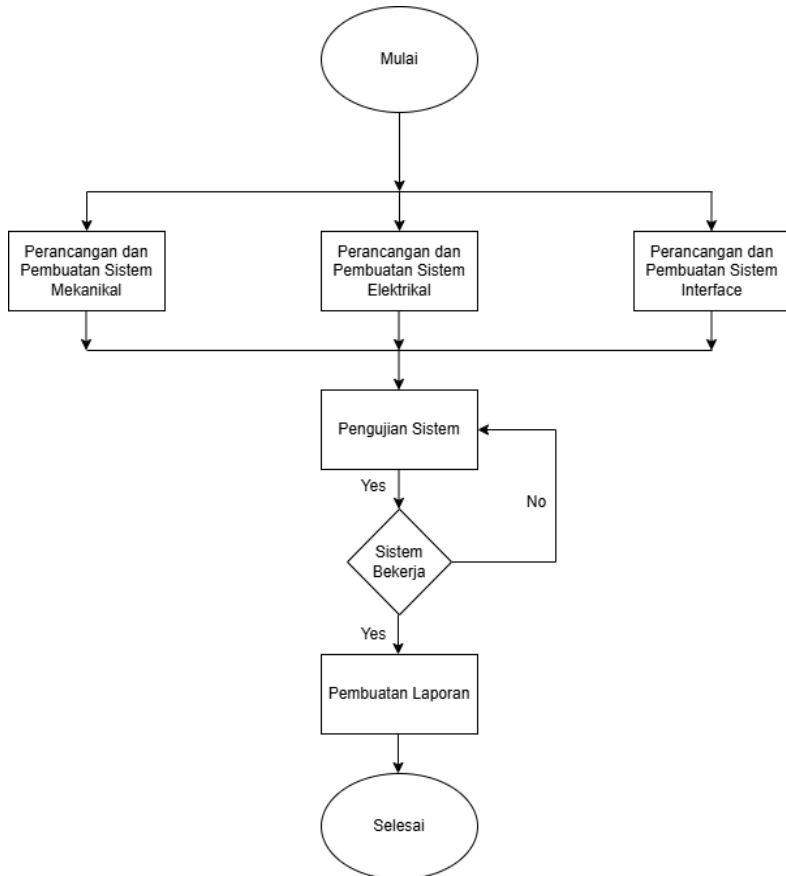 Mulai
Perancangan dan
Pembuatan Sistem
Mekanikal
Perancangan dan
Pembuatan Sistem
Elektrikal
Perancangan dan
Pembuatan Sistem
Interface
Pengujian Sistem
Yes
No
Sistem
Bekerja
Yes
Pembuatan Laporan
Selesai